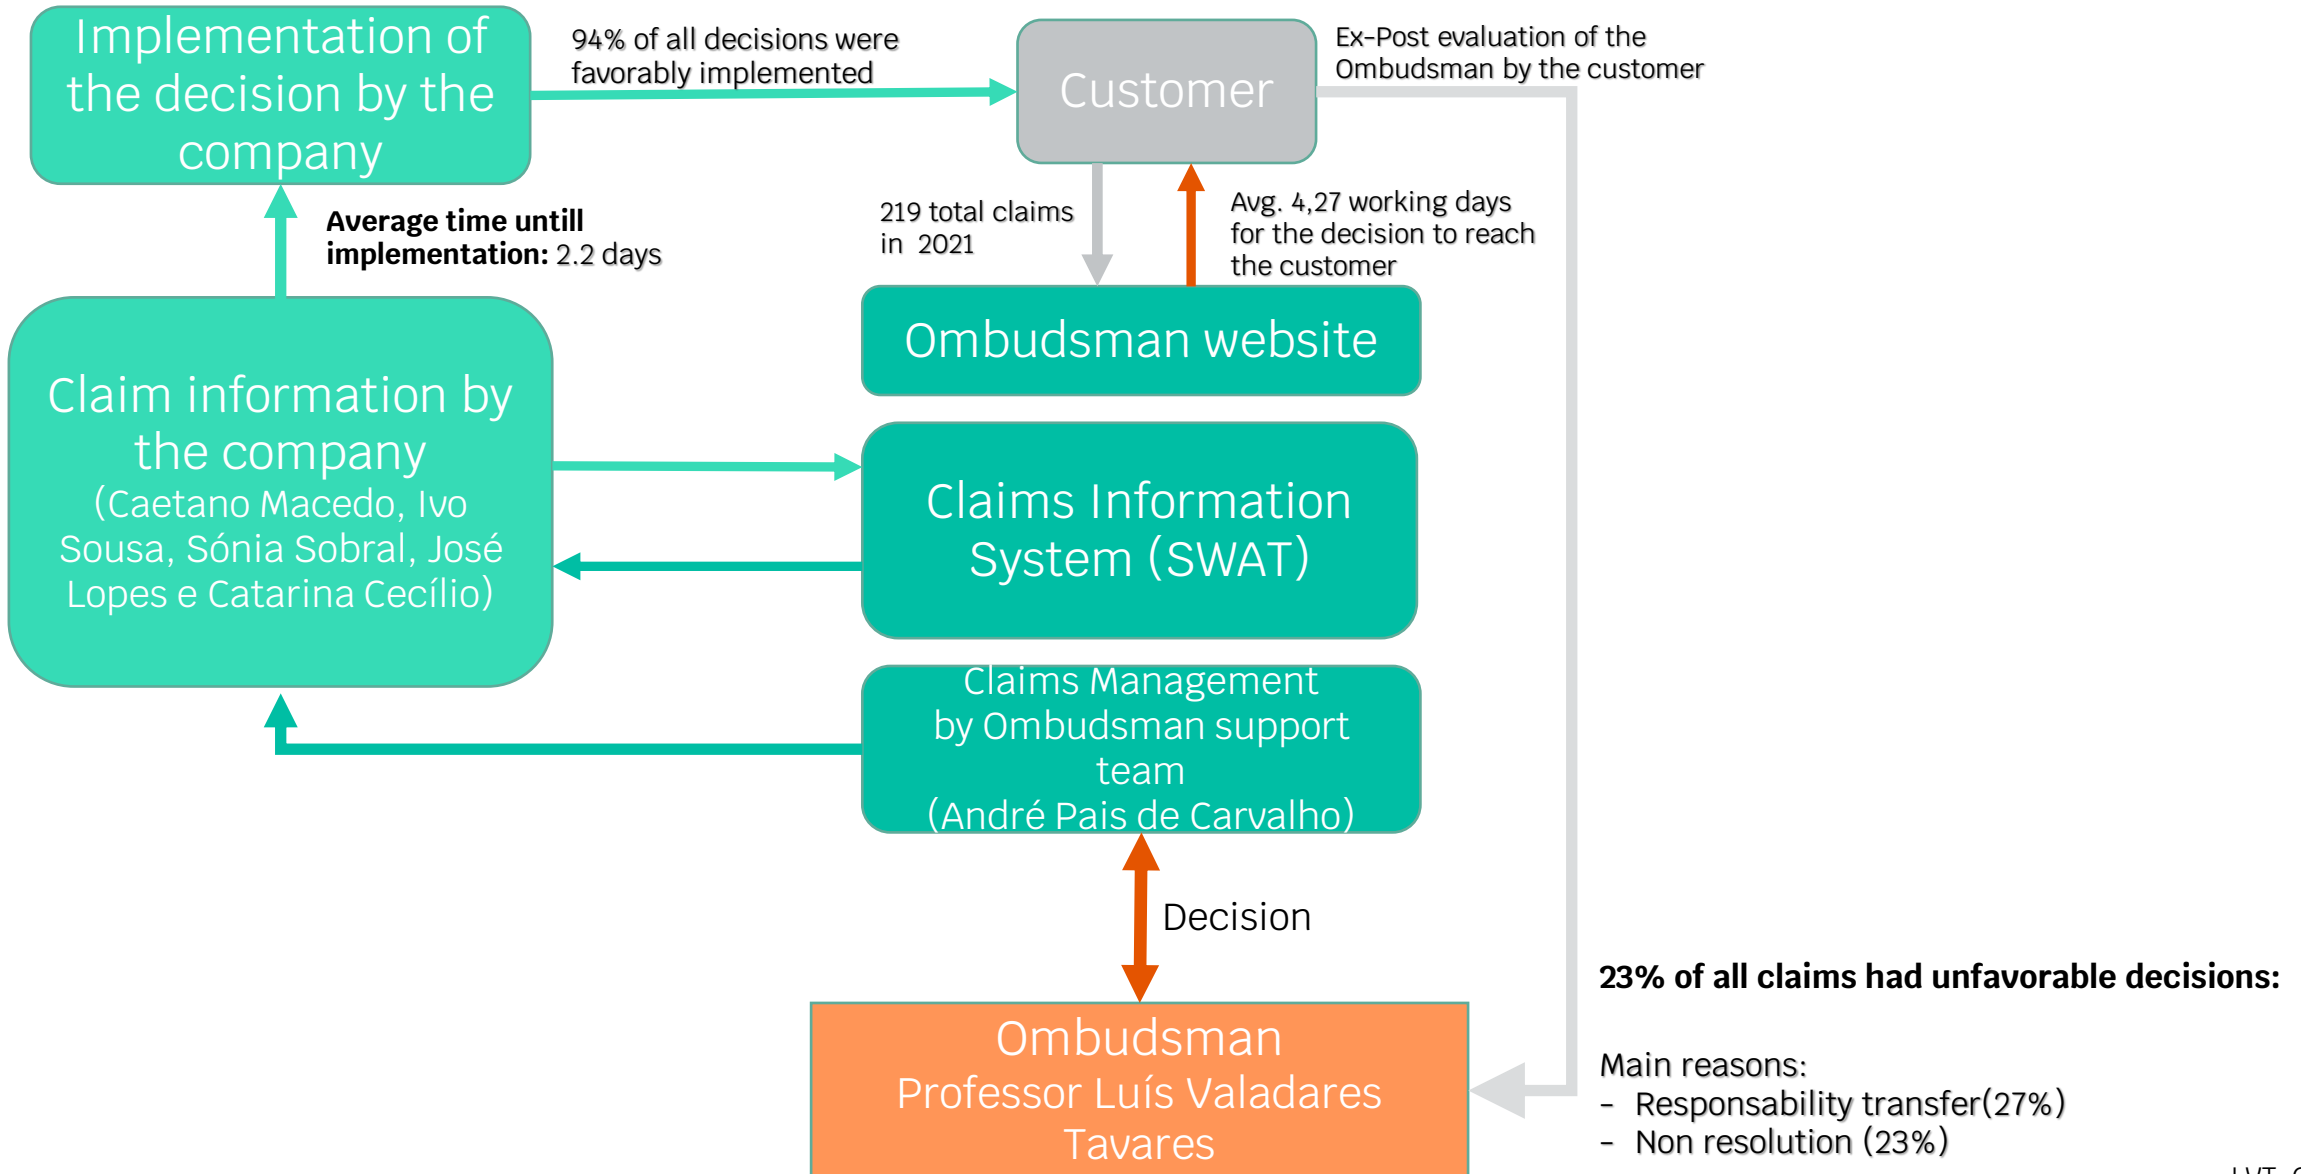 Implementation of
the decision by the
company
94% of all decisions were
favorably implemented
Customer
Ex-Post evaluation of the
Ombudsman by the customer
Average time untill
implementation: 2.2 days
219 total claims
in 2021
Avg. 4,27 working days
for the decision to reach
the customer
Ombudsman website
Claim information by
the company
(Caetano Macedo, Ivo
Sousa, Sónia Sobral, José
Lopes e Catarina Cecílio)
Claims Information
System (SWAT)
Claims Management
by Ombudsman support
team
(André Pais de Carvalho)
Decision
Ombudsman
Professor Luís Valadares
Tavares
23% of all claims had unfavorable decisions:
Main reasons:
- Responsability transfer(27%)
- Non resolution (23%)